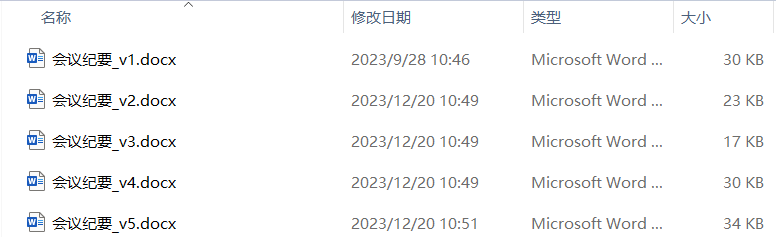 名称 修改日期 类型 大小
会议纪要_v1.docx 2023/9/28 10:46 Microsoft Word ... 30 KB
会议纪要_v2.docx 2023/12/20 10:49 Microsoft Word ... 23 KB
会议纪要_v3.docx 2023/12/20 10:49 Microsoft Word ... 17 KB
会议纪要_v4.docx 2023/12/20 10:49 Microsoft Word ... 30 KB
会议纪要_v5.docx 2023/12/20 10:51 Microsoft Word ... 34 KB